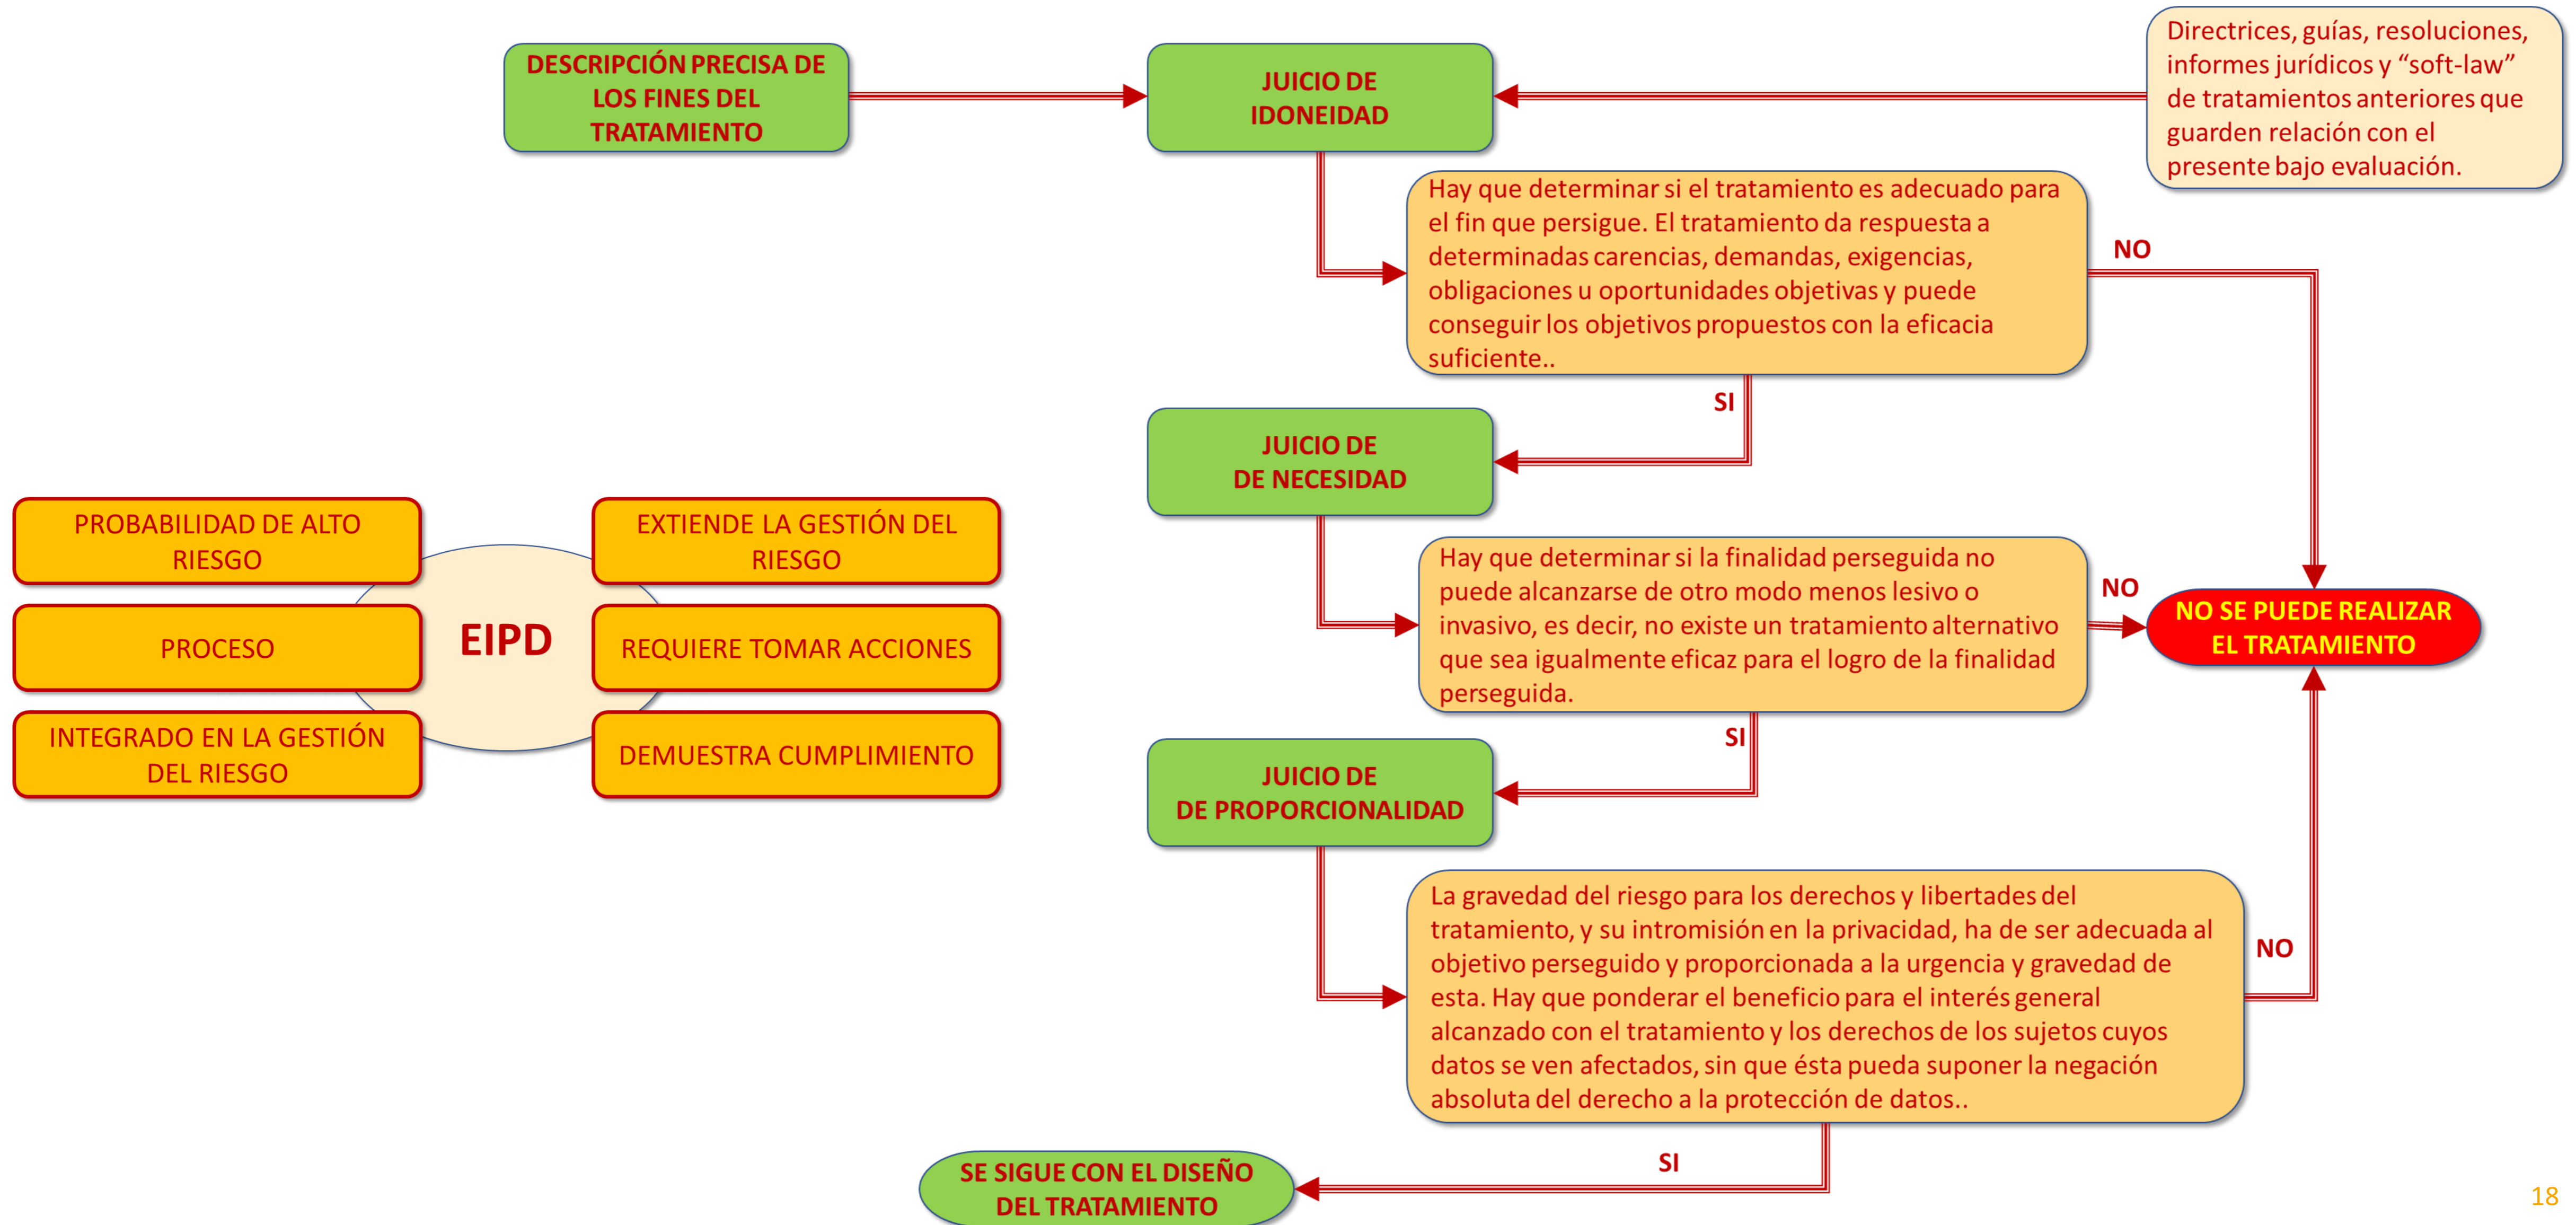 DESCRIPCIÓN PRECISA DE
LOS FINES DEL
TRATAMIENTO
JUICIO DE
IDONEIDAD
Directrices, guías, resoluciones,
informes jurídicos y “soft-law”
de tratamientos anteriores que
guarden relación con el
presente bajo evaluación.
Hay que determinar si el tratamiento es adecuado para
el fin que persigue. El tratamiento da respuesta a
determinadas carencias, demandas, exigencias,
obligaciones u oportunidades objetivas y puede
conseguir los objetivos propuestos con la eficacia
suficiente..
NO
SI
JUICIO DE
DE NECESIDAD
PROBABILIDAD DE ALTO
RIESGO
PROCESO
INTEGRADO EN LA GESTIÓN
DEL RIESGO
EIPD
EXTIENDE LA GESTIÓN DEL
RIESGO
REQUIERE TOMAR ACCIONES
DEMUESTRA CUMPLIMIENTO
Hay que determinar si la finalidad perseguida no
puede alcanzarse de otro modo menos lesivo o
invasivo, es decir, no existe un tratamiento alternativo
que sea igualmente eficaz para el logro de la finalidad
perseguida.
NO
NO SE PUEDE REALIZAR
EL TRATAMIENTO
SI
JUICIO DE
DE PROPORCIONALIDAD
La gravedad del riesgo para los derechos y libertades del
tratamiento, y su intromisión en la privacidad, ha de ser adecuada al
objetivo perseguido y proporcionada a la urgencia y gravedad de
esta. Hay que ponderar el beneficio para el interés general
alcanzado con el tratamiento y los derechos de los sujetos cuyos
datos se ven afectados, sin que ésta pueda suponer la negación
absoluta del derecho a la protección de datos..
NO
SI
SE SIGUE CON EL DISEÑO
DEL TRATAMIENTO
18